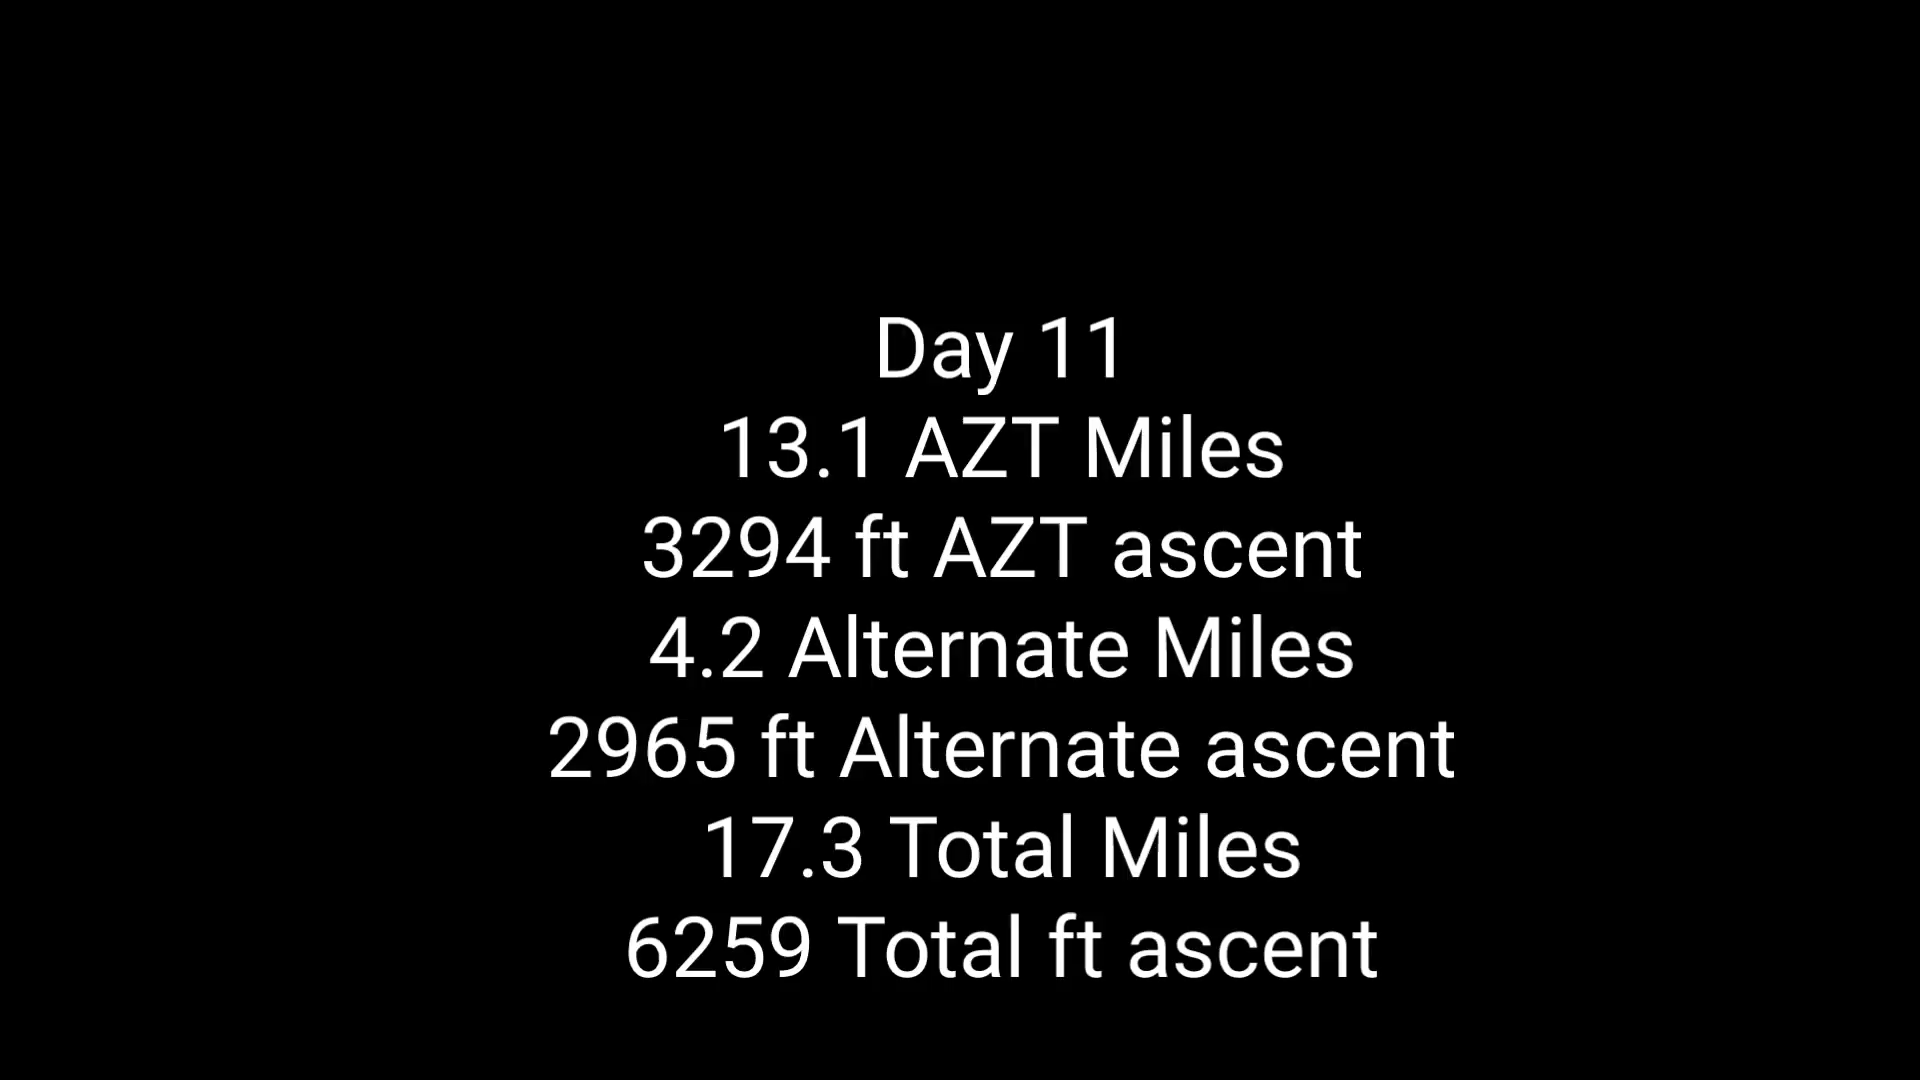 Day 11
13.1 AZT Miles
3294 ft AZT ascent
4.2 Alternate Miles
2965 ft Alternate ascent
17.3 Total Miles
6259 Total ft ascent